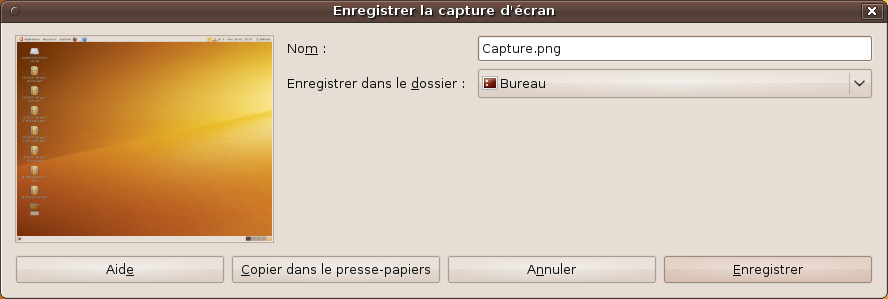 Enregistrer la capture d'écran
Nom :
Capture.png
Enregistrer dans le dossier :
Bureau
Aide
Copier dans le presse-papiers
Annuler
Enregistrer